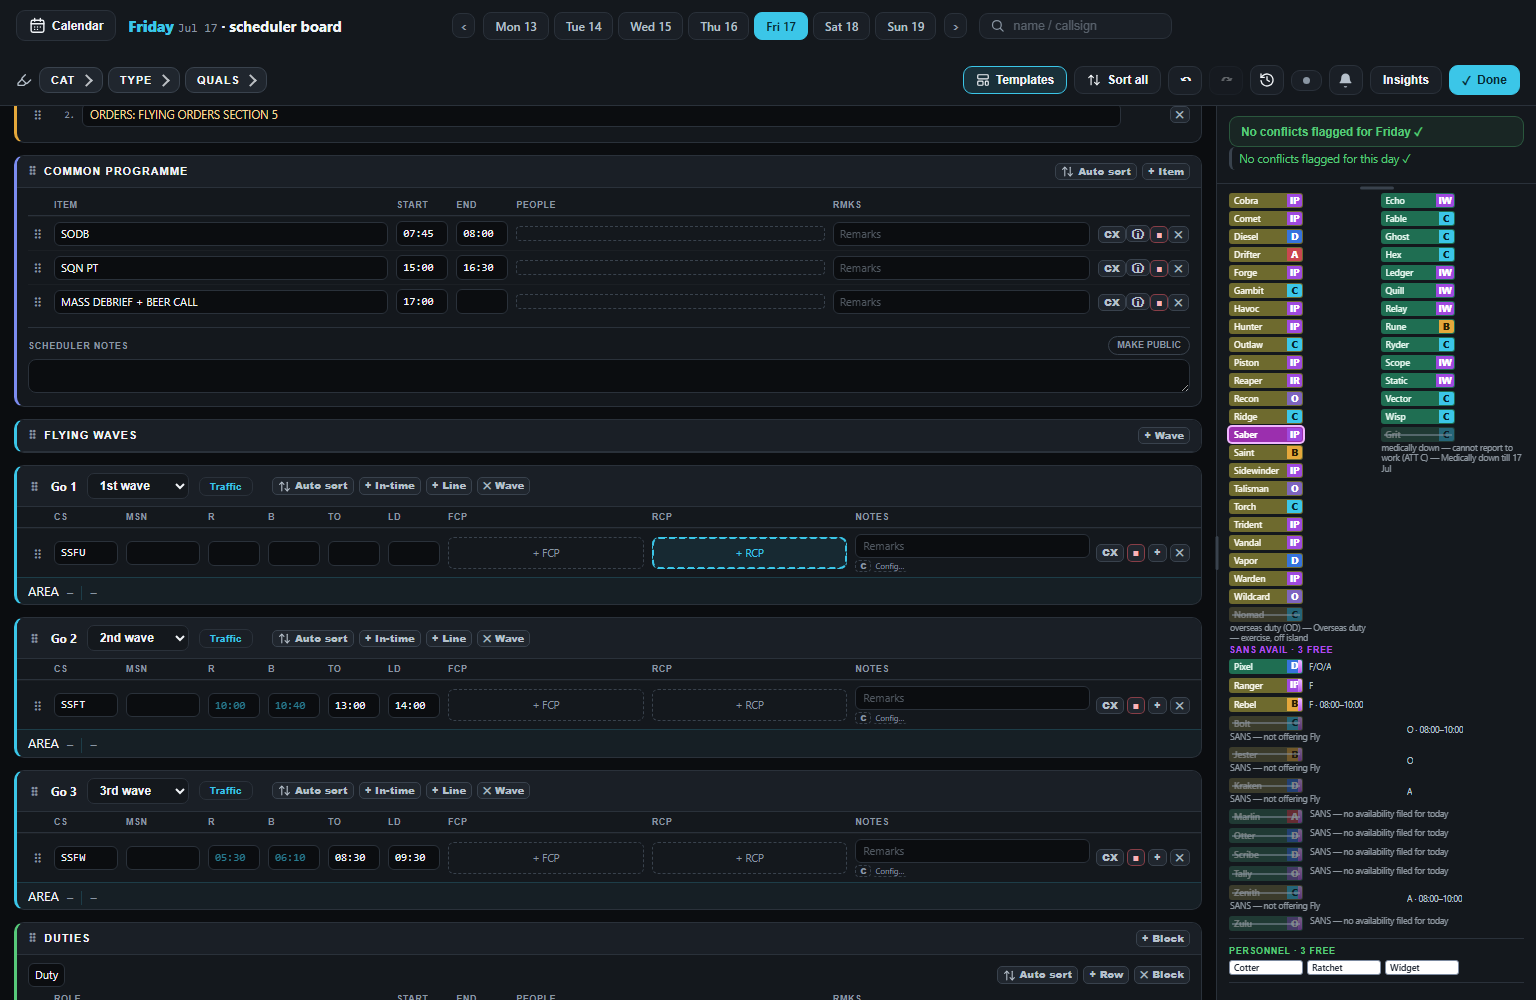 Calendar
Friday Jul 17 · scheduler board
‹ Mon 13 Tue 14 Wed 15 Thu 16 Fri 17 Sat 18 Sun 19 › name / callsign
CAT TYPE QUALS
Templates Sort all Insights ✓ Done
2. ORDERS: FLYING ORDERS SECTION 5 ✕
COMMON PROGRAMME Auto sort + Item
ITEM START END PEOPLE RMKS
SODB 07:45 08:00 Remarks CX ⓘ ■ ✕
SQN PT 15:00 16:30 Remarks CX ⓘ ■ ✕
MASS DEBRIEF + BEER CALL 17:00 Remarks CX ⓘ ■ ✕
SCHEDULER NOTES MAKE PUBLIC
FLYING WAVES + Wave
Go 1 1st wave Traffic Auto sort + In-time + Line ✕ Wave
CS MSN R B TO LD FCP RCP NOTES
SSFU + FCP + RCP Remarks CX ■ + ✕
C Config...
AREA – –
Go 2 2nd wave Traffic Auto sort + In-time + Line ✕ Wave
CS MSN R B TO LD FCP RCP NOTES
SSFT 10:00 10:40 13:00 14:00 + FCP + RCP Remarks CX ■ + ✕
C Config...
AREA – –
Go 3 3rd wave Traffic Auto sort + In-time + Line ✕ Wave
CS MSN R B TO LD FCP RCP NOTES
SSFW 05:30 06:10 08:30 09:30 + FCP + RCP Remarks CX ■ + ✕
C Config...
AREA – –
DUTIES + Block
Duty Auto sort + Row ✕ Block
ROLE START END PEOPLE RMKS
No conflicts flagged for Friday ✓
No conflicts flagged for this day ✓
Cobra IP
Comet IP
Diesel D
Drifter A
Forge IP
Gambit C
Havoc IP
Hunter IP
Outlaw C
Piston IP
Reaper IR
Recon O
Ridge C
Saber IP
Saint B
Sidewinder IP
Talisman O
Torch C
Trident IP
Vandal IP
Vapor D
Warden IP
Wildcard O
Nomad C
overseas duty (OD) — Overseas duty
— exercise, off island
Echo IW
Fable C
Ghost C
Hex C
Ledger IW
Quill IW
Relay IW
Rune B
Ryder C
Scope IW
Static IW
Vector C
Wisp C
Grit C
medically down — cannot report to
work (ATT C) — Medically down till 17
Jul
SANS AVAIL · 3 FREE
Pixel D F/O/A
Ranger IP F
Rebel B F · 08:00–10:00
Bolt C O · 08:00–10:00
SANS — not offering Fly
Jester B O
SANS — not offering Fly
Kraken D A
SANS — not offering Fly
Marlin A SANS — no availability filed for today
Otter D SANS — no availability filed for today
Scribe D SANS — no availability filed for today
Tally O SANS — no availability filed for today
Zenith C A · 08:00–10:00
SANS — not offering Fly
Zulu O SANS — no availability filed for today
PERSONNEL · 3 FREE
Cotter Ratchet Widget